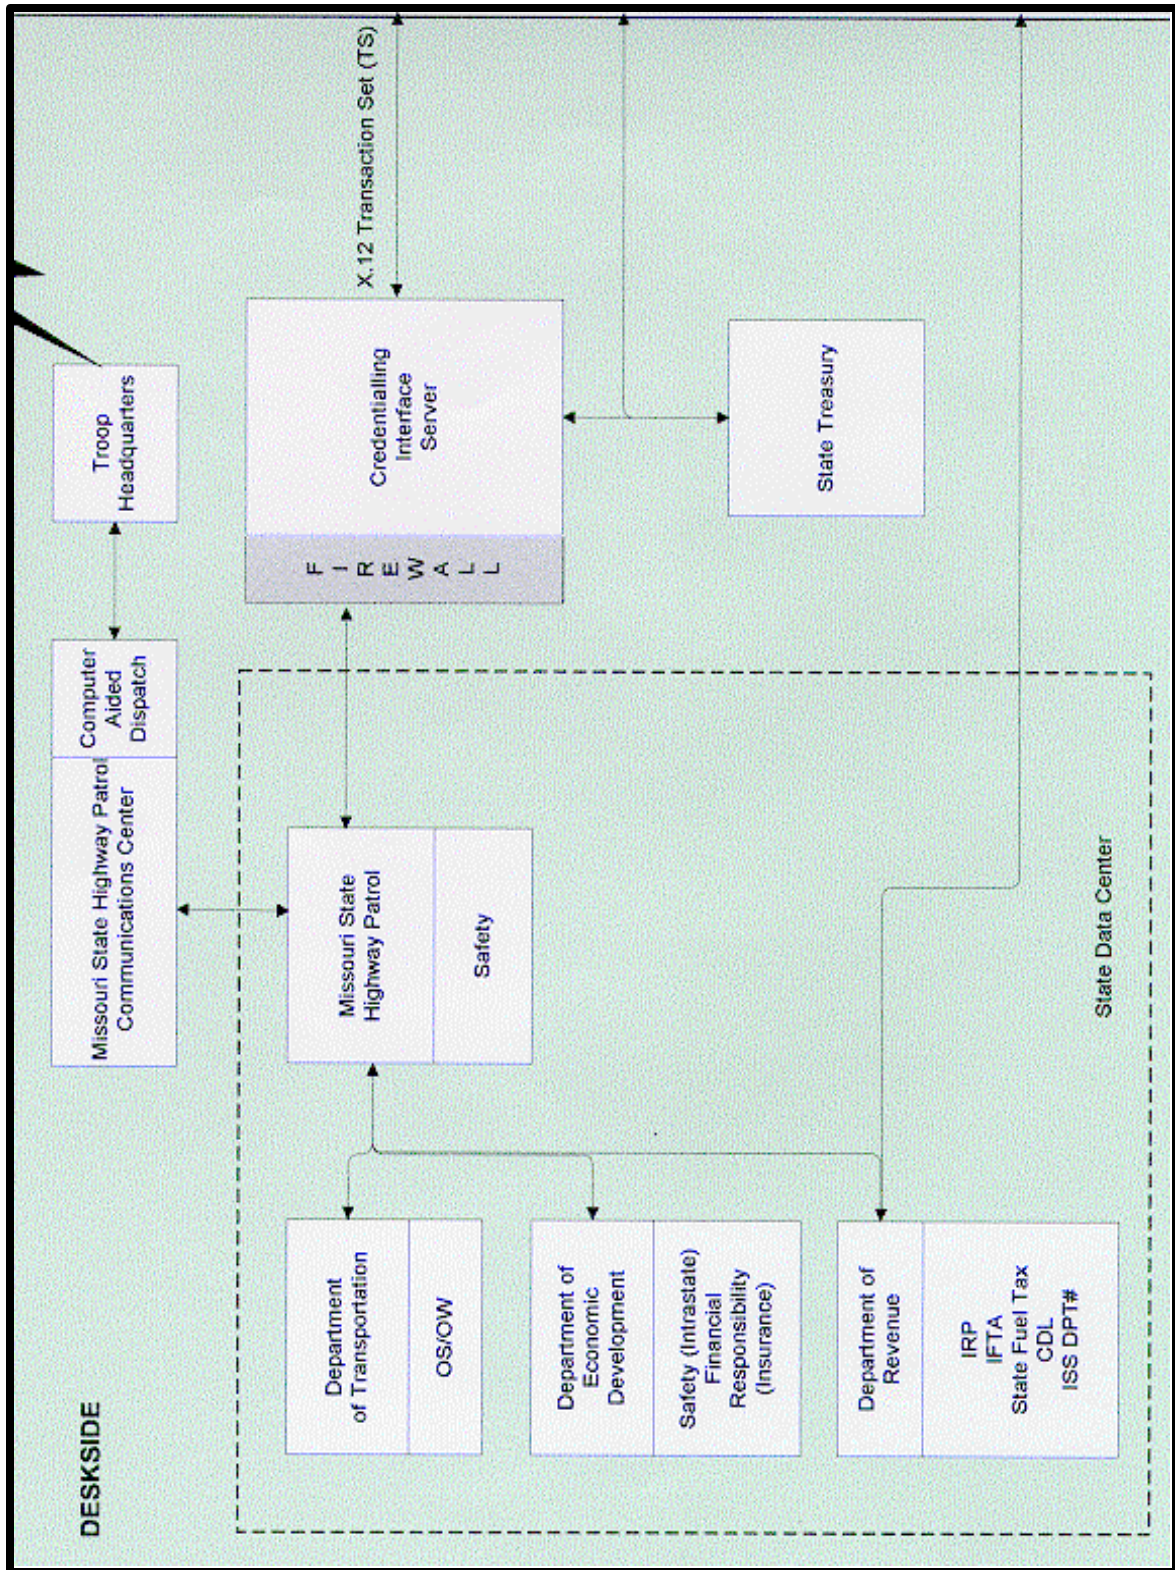 DESKSIDE
Missouri State Highway Patrol
Communications Center
Computer
Aided
Dispatch
Troop
Headquarters
Department
of Transportation
OS/OW
Missouri State
Highway Patrol
Safety
F
I
R
E
W
A
L
L
Credentialling
Interface
Server
X.12 Transaction Set (TS)
Department of
Economic
Development
Safety (Intrastate)
Financial
Responsibility
(Insurance)
State Treasury
Department of
Revenue
IRP
IFTA
State Fuel Tax
CDL
ISS DPT#
State Data Center